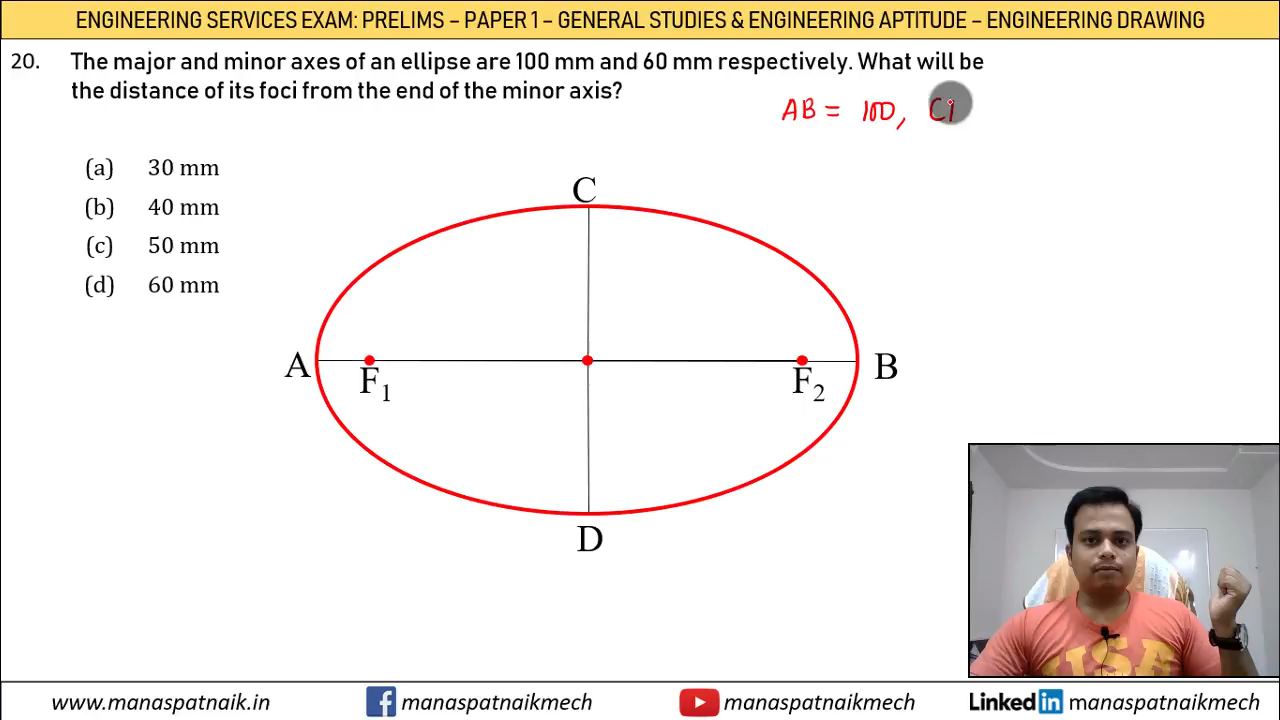 ENGINEERING SERVICES EXAM: PRELIMS – PAPER 1 – GENERAL STUDIES & ENGINEERING APTITUDE – ENGINEERING DRAWING
20. The major and minor axes of an ellipse are 100 mm and 60 mm respectively. What will be
the distance of its foci from the end of the minor axis?
AB = 100, C
(a) 30 mm
(b) 40 mm
(c) 50 mm
(d) 60 mm
C
A
B
F1
F2
D
USA
www.manaspatnaik.in
f manaspatnaikmech
manaspatnaikmech
Linked in manaspatnaikmech